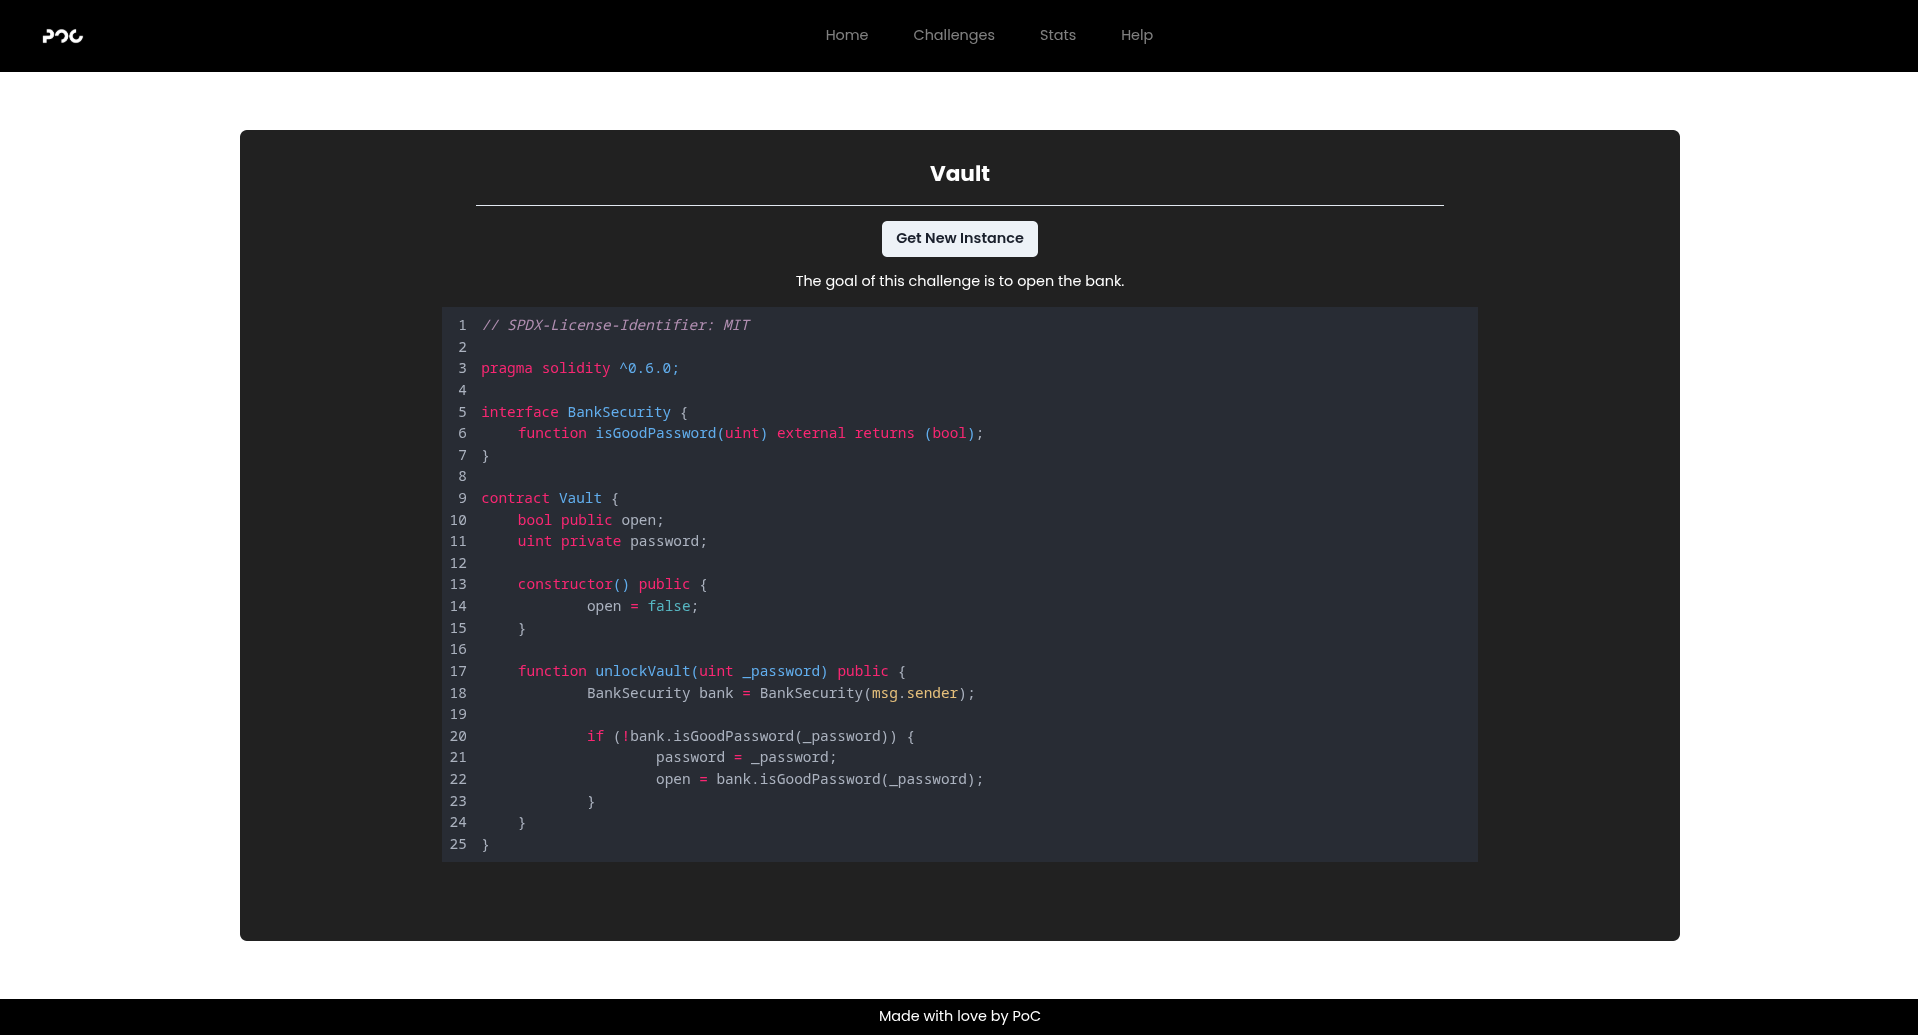 POC
Home Challenges Stats Help
Vault
Get New Instance
The goal of this challenge is to open the bank.
1 // SPDX-License-Identifier: MIT
2
3 pragma solidity ^0.6.0;
4
5 interface BankSecurity {
6 function isGoodPassword(uint) external returns (bool);
7 }
8
9 contract Vault {
10 bool public open;
11 uint private password;
12
13 constructor() public {
14 open = false;
15 }
16
17 function unlockVault(uint _password) public {
18 BankSecurity bank = BankSecurity(msg.sender);
19
20 if (!bank.isGoodPassword(_password)) {
21 password = _password;
22 open = bank.isGoodPassword(_password);
23 }
24 }
25 }
Made with love by PoC